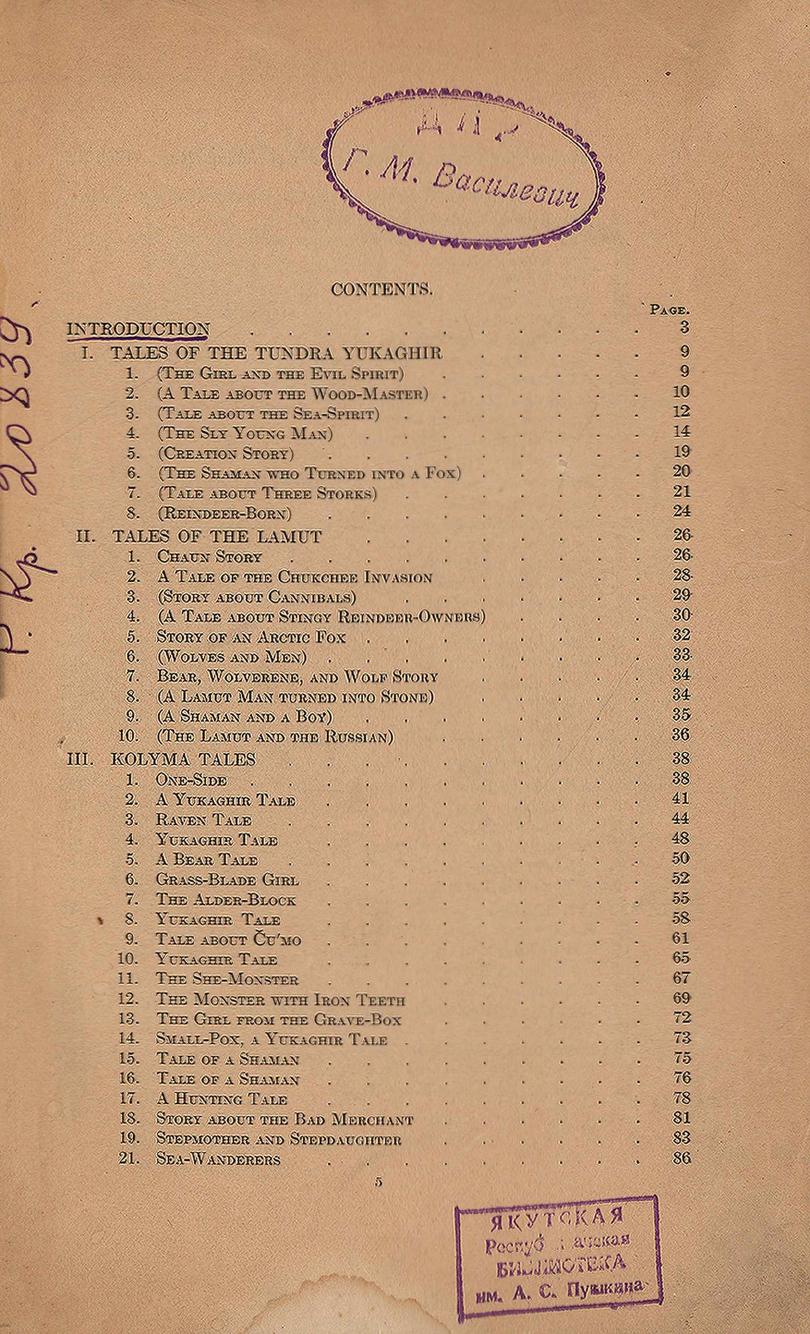 ДАР
Г. М. Василевич
CONTENTS.
PAGE.
INTRODUCTION . . . . . . . . . . . 3
I. TALES OF THE TUNDRA YUKAGHIR . . . . . 9
1. (THE GIRL AND THE EVIL SPIRIT) . . . . . . 9
2. (A TALE ABOUT THE WOOD-MASTER) . . . . . . 10
3. (TALE ABOUT THE SEA-SPIRIT) . . . . . . . 12
4. (THE SLY YOUNG MAN) . . . . . . . . 14
5. (CREATION STORY) . . . . . . . . . 19
6. (THE SHAMAN WHO TURNED INTO A FOX) . . . . . 20
7. (TALE ABOUT THREE STORKS) . . . . . . . 21
8. (REINDEER-BORN) . . . . . . . . . 24
II. TALES OF THE LAMUT . . . . . . . . 26
1. CHAUN STORY . . . . . . . . . . 26
2. A TALE OF THE CHUKCHEE INVASION . . . . . 28
3. (STORY ABOUT CANNIBALS) . . . . . . . 29
4. (A TALE ABOUT STINGY REINDEER-OWNERS) . . . . 30
5. STORY OF AN ARCTIC FOX . . . . . . . . 32
6. (WOLVES AND MEN) . . . . . . . . . 33
7. BEAR, WOLVERENE, AND WOLF STORY . . . . . 34
8. (A LAMUT MAN TURNED INTO STONE) . . . . . 34
9. (A SHAMAN AND A BOY) . . . . . . . . 35
10. (THE LAMUT AND THE RUSSIAN) . . . . . . 36
III. KOLYMA TALES . . . . . . . . . . 38
1. ONE-SIDE . . . . . . . . . . . 38
2. A YUKAGHIR TALE . . . . . . . . . 41
3. RAVEN TALE . . . . . . . . . . 44
4. YUKAGHIR TALE . . . . . . . . . 48
5. A BEAR TALE . . . . . . . . . . 50
6. GRASS-BLADE GIRL . . . . . . . . . 52
7. THE ALDER-BLOCK . . . . . . . . . 55
8. YUKAGHIR TALE . . . . . . . . . 58
9. TALE ABOUT ČU'MO . . . . . . . . . 61
10. YUKAGHIR TALE . . . . . . . . . 65
11. THE SHE-MONSTER . . . . . . . . . 67
12. THE MONSTER WITH IRON TEETH . . . . . . 69
13. THE GIRL FROM THE GRAVE-BOX . . . . . . 72
14. SMALL-POX, A YUKAGHIR TALE . . . . . . . 73
15. TALE OF A SHAMAN . . . . . . . . . 75
16. TALE OF A SHAMAN . . . . . . . . . 76
17. A HUNTING TALE . . . . . . . . . 78
18. STORY ABOUT THE BAD MERCHANT . . . . . . 81
19. STEPMOTHER AND STEPDAUGHTER . . . . . . 83
21. SEA-WANDERERS . . . . . . . . . 86
5
Р. Кр. 20839
ЯКУТСКАЯ
БИБЛИОТЕКА
им. А. С. Пушкина